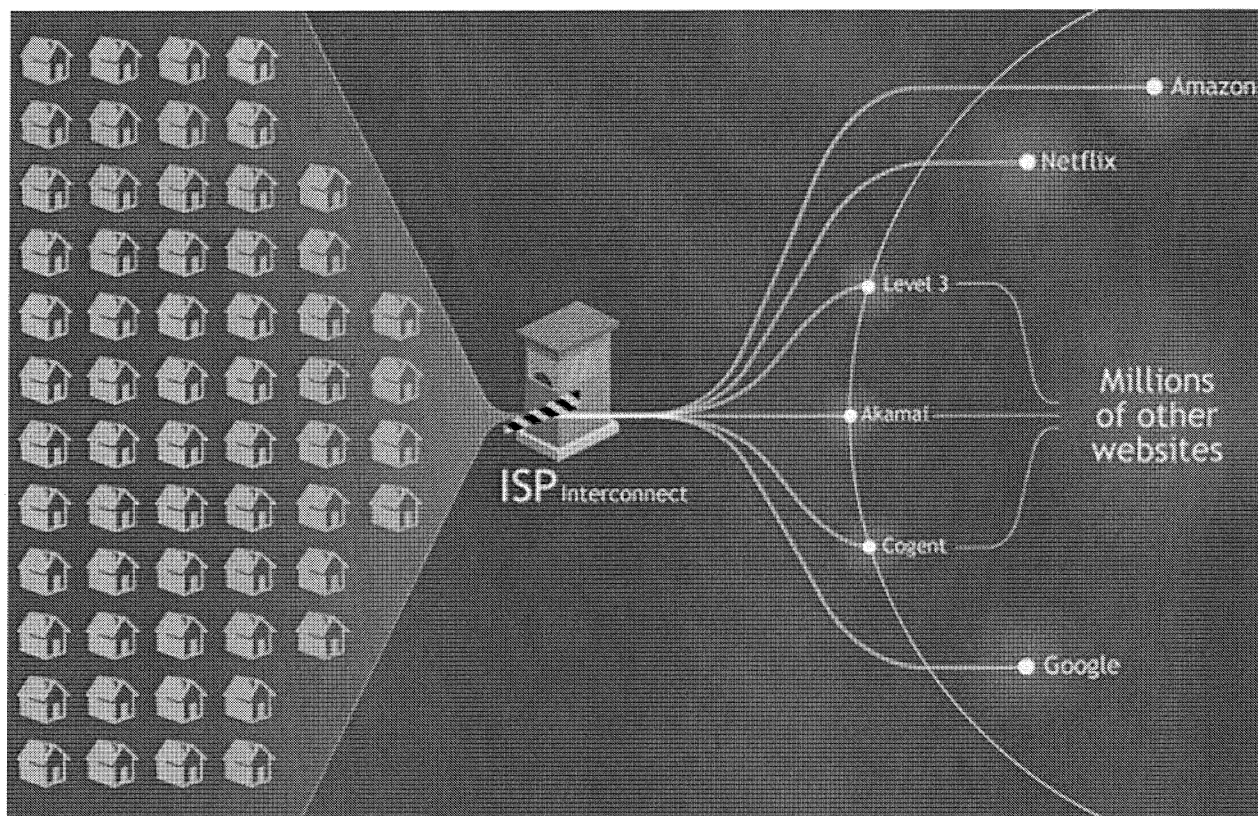 Amazon
Netflix
Level 3
Akamai
Millions
of other
websites
ISP Interconnect
Cogent
Google